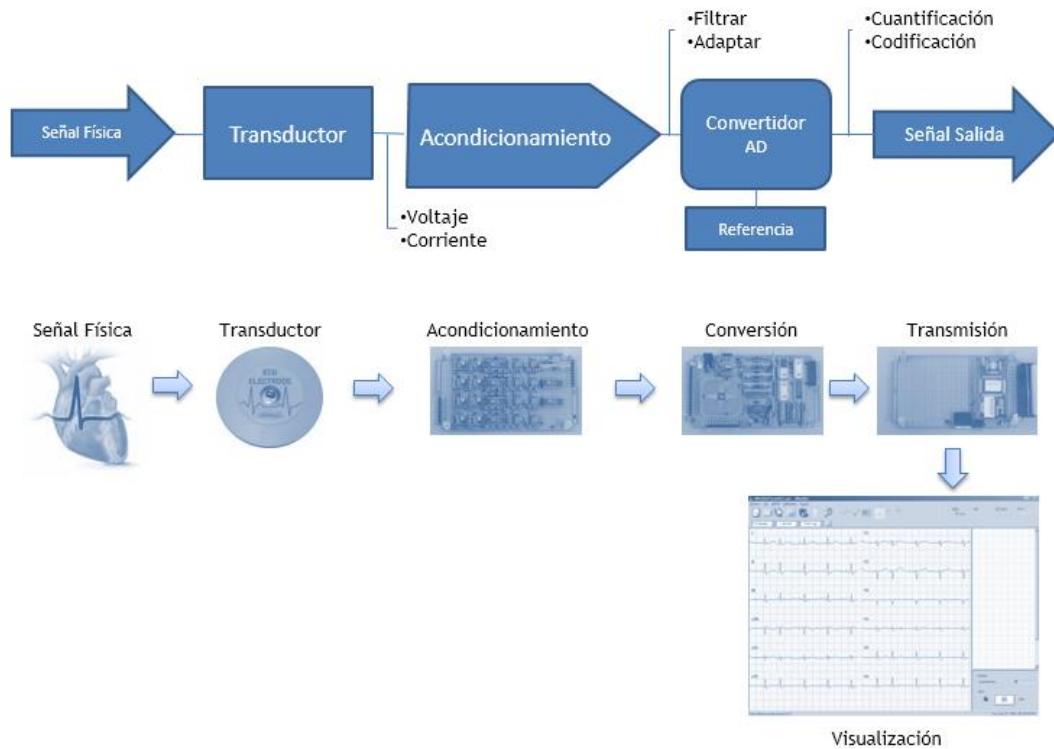 •Filtrar
•Adaptar
•Cuantificación
•Codificación
Señal Física
Transductor
Acondicionamiento
Convertidor
AD
Señal Salida
•Voltaje
•Corriente
Referencia
Señal Física
Transductor
Acondicionamiento
Conversión
Transmisión
ELECTRODE
Visualización